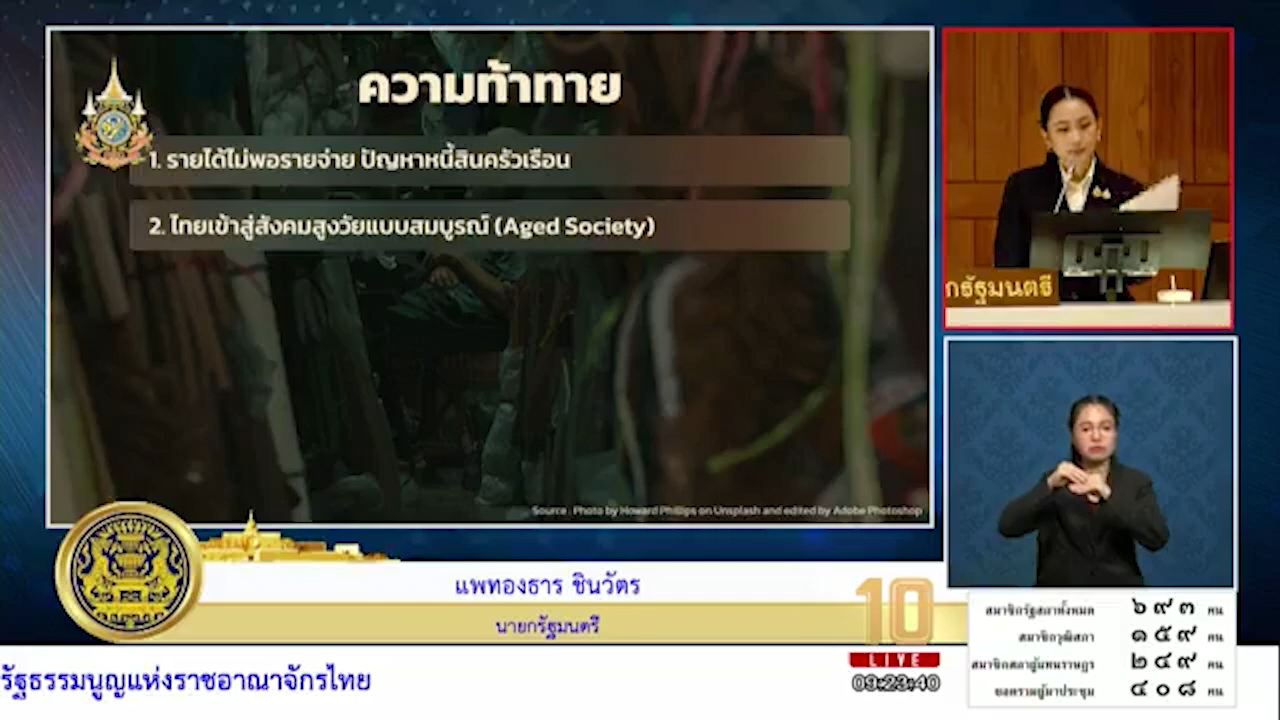 ความท้าทาย
1. รายได้ไม่พอรายจ่าย ปัญหาหนี้สินครัวเรือน
2. ไทยเข้าสู่สังคมสูงวัยแบบสมบูรณ์ (Aged Society)
Source : Photo by Howard Phillips on Unsplash and edited by Adobe Photoshop
กรัฐมนตรี
แพทองธาร ชินวัตร
นายกรัฐมนตรี
10
LIVE
09:23:40
สมาชิกรัฐสภาทั้งหมด ๖๙๓ คน
สมาชิกวุฒิสภา ๑๕๙ คน
สมาชิกสภาผู้แทนราษฎร ๒๔๙ คน
ยอดรวมผู้มาประชุม ๔๐๘ คน
รัฐธรรมนูญแห่งราชอาณาจักรไทย